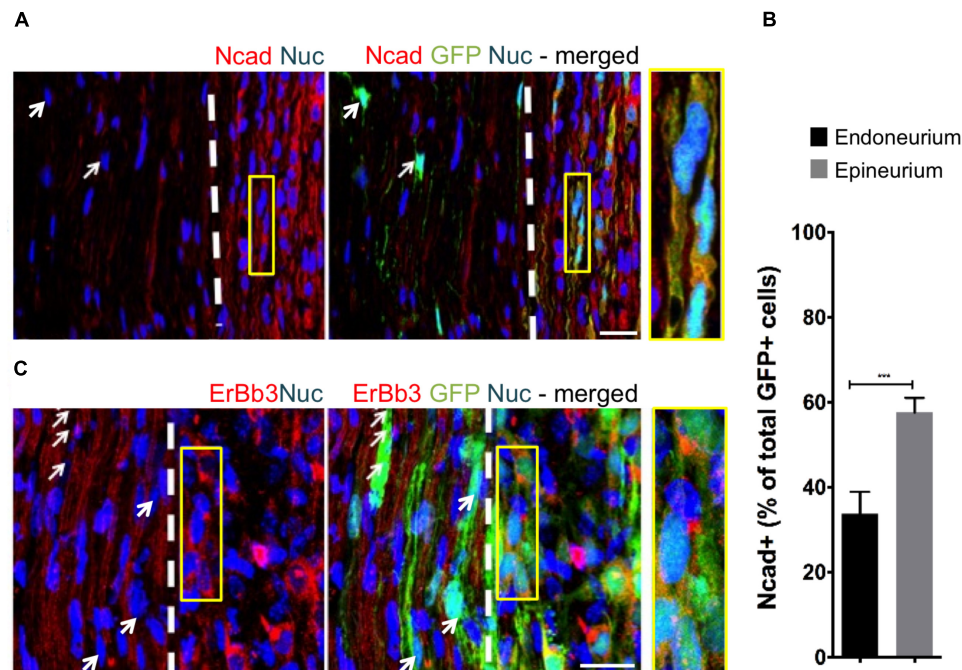 A
B
Ncad Nuc
Ncad GFP Nuc - merged
Endoneurium
Epineurium
Ncad+ (% of total GFP+ cells)
100
80
60
40
20
0
***
C
ErBb3Nuc
ErBb3 GFP Nuc - merged